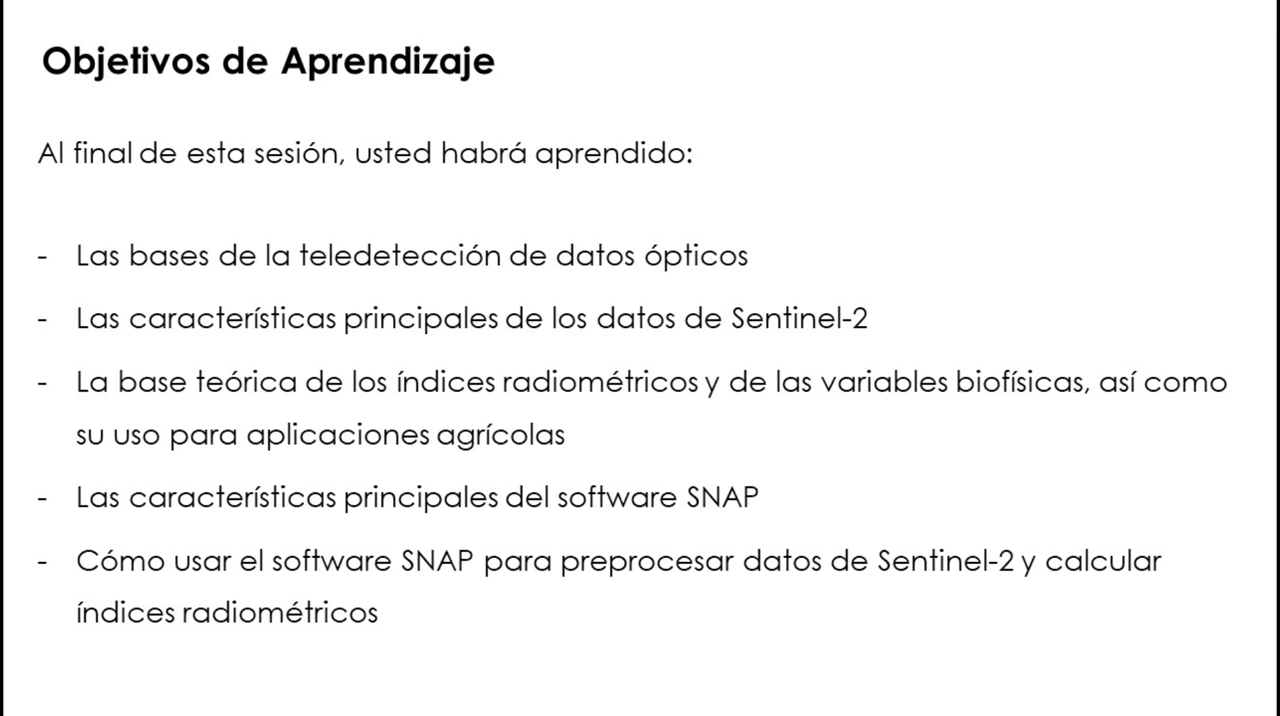 Objetivos de Aprendizaje
Al final de esta sesión, usted habrá aprendido:
- Las bases de la teledetección de datos ópticos
- Las características principales de los datos de Sentinel-2
- La base teórica de los índices radiométricos y de las variables biofísicas, así como
su uso para aplicaciones agrícolas
- Las características principales del software SNAP
- Cómo usar el software SNAP para preprocesar datos de Sentinel-2 y calcular
índices radiométricos